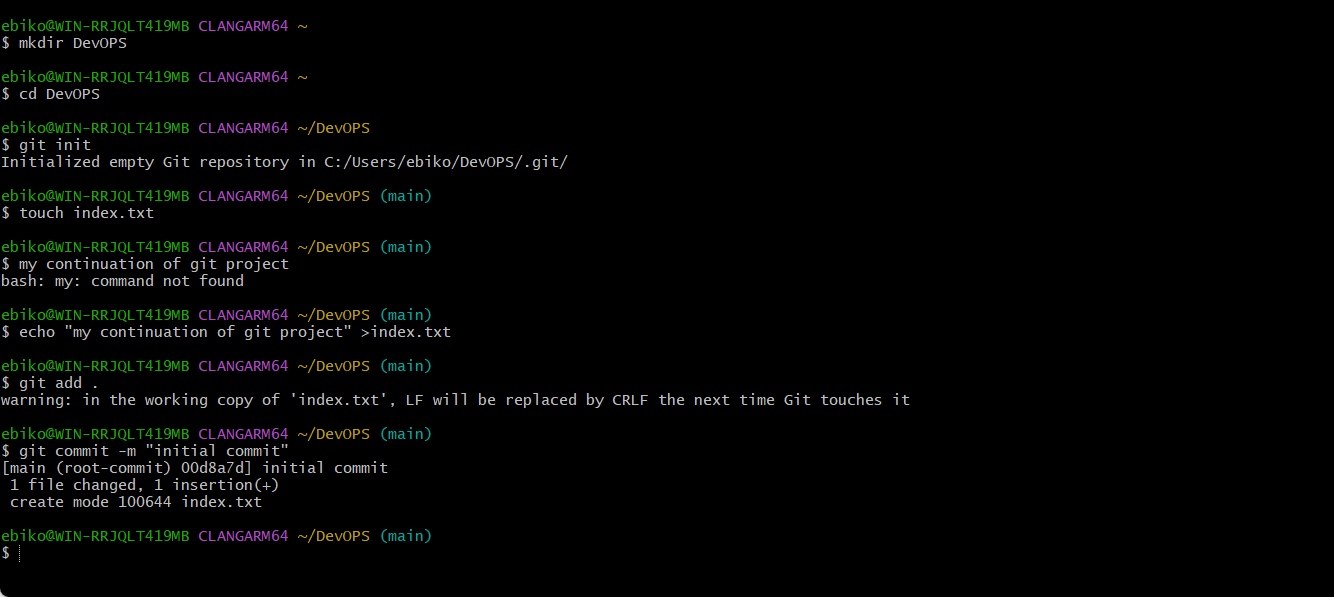 ebiko@WIN-RRJQLT419MB CLANGARM64 ~
$ mkdir DevOPS
ebiko@WIN-RRJQLT419MB CLANGARM64 ~
$ cd DevOPS
ebiko@WIN-RRJQLT419MB CLANGARM64 ~/DevOPS
$ git init
Initialized empty Git repository in C:/Users/ebiko/DevOPS/.git/
ebiko@WIN-RRJQLT419MB CLANGARM64 ~/DevOPS (main)
$ touch index.txt
ebiko@WIN-RRJQLT419MB CLANGARM64 ~/DevOPS (main)
$ my continuation of git project
bash: my: command not found
ebiko@WIN-RRJQLT419MB CLANGARM64 ~/DevOPS (main)
$ echo "my continuation of git project" >index.txt
ebiko@WIN-RRJQLT419MB CLANGARM64 ~/DevOPS (main)
$ git add .
warning: in the working copy of 'index.txt', LF will be replaced by CRLF the next time Git touches it
ebiko@WIN-RRJQLT419MB CLANGARM64 ~/DevOPS (main)
$ git commit -m "initial commit"
[main (root-commit) 00d8a7d] initial commit
 1 file changed, 1 insertion(+)
 create mode 100644 index.txt
ebiko@WIN-RRJQLT419MB CLANGARM64 ~/DevOPS (main)
$